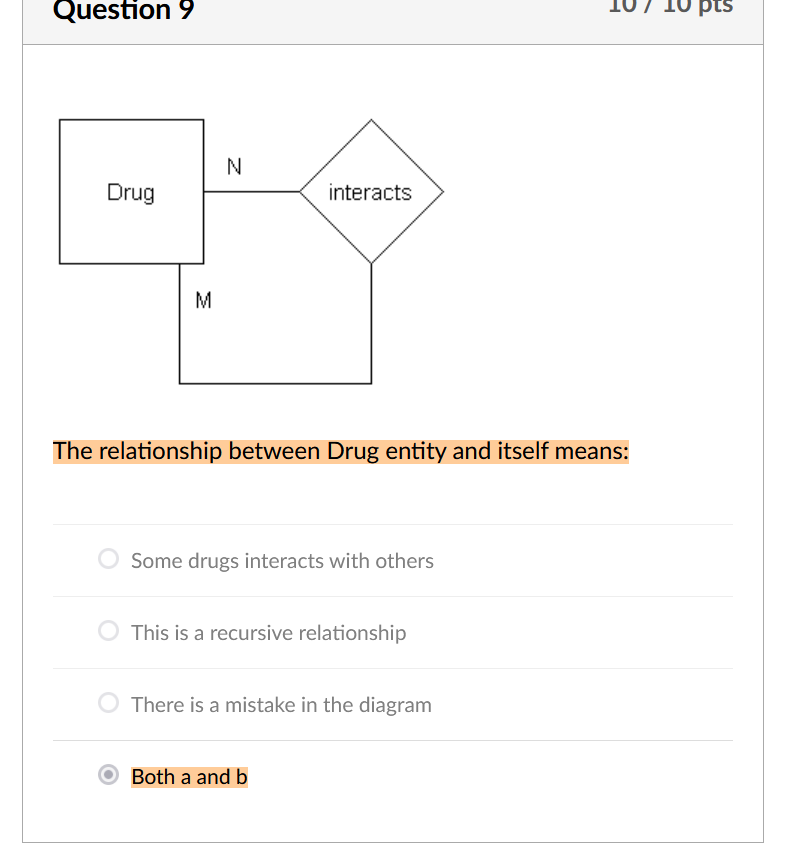 Question 9
10 / 10 pts
N
Drug
interacts
M
The relationship between Drug entity and itself means:
Some drugs interacts with others
This is a recursive relationship
There is a mistake in the diagram
Both a and b